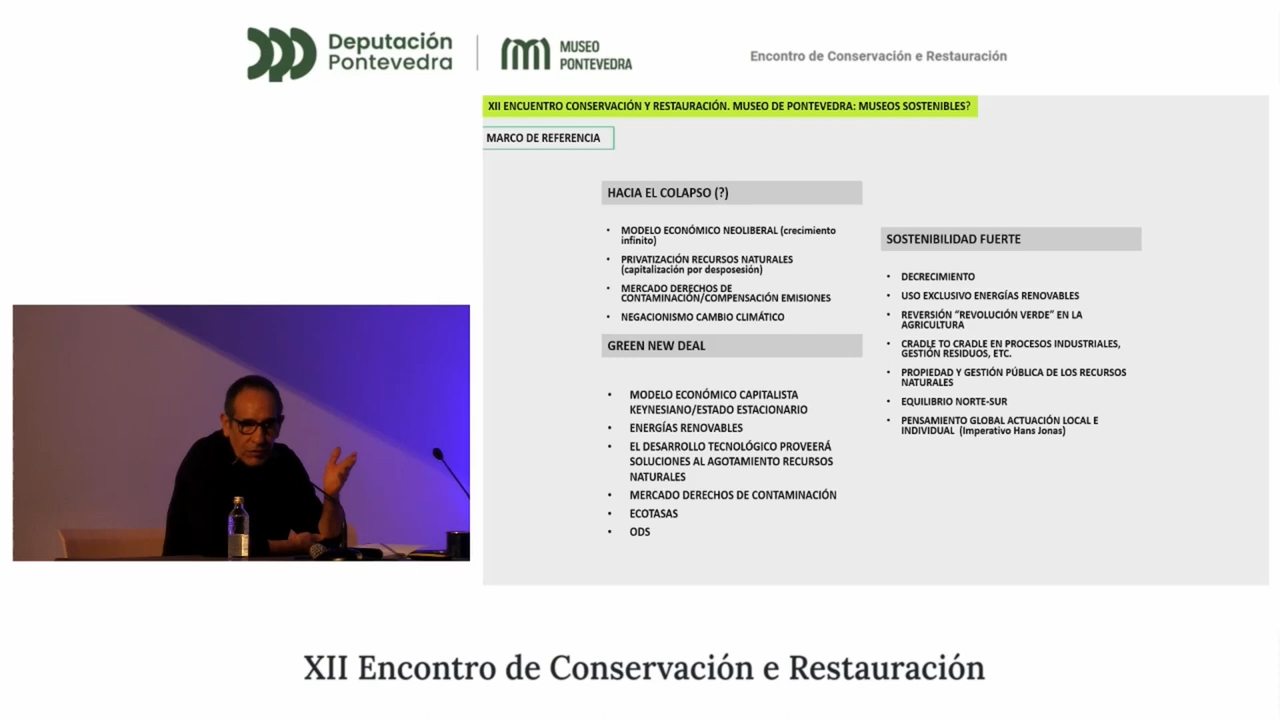 Deputación
Pontevedra
MUSEO
PONTEVEDRA
Encontro de Conservación e Restauración
XII ENCUENTRO CONSERVACIÓN Y RESTAURACIÓN. MUSEO DE PONTEVEDRA: MUSEOS SOSTENIBLES?
MARCO DE REFERENCIA
HACIA EL COLAPSO (?)
• MODELO ECONÓMICO NEOLIBERAL (crecimiento
infinito)
• PRIVATIZACIÓN RECURSOS NATURALES
(capitalización por desposesión)
• MERCADO DERECHOS DE
CONTAMINACIÓN/COMPENSACIÓN EMISIONES
• NEGACIONISMO CAMBIO CLIMÁTICO
GREEN NEW DEAL
• MODELO ECONÓMICO CAPITALISTA
KEYNESIANO/ESTADO ESTACIONARIO
• ENERGÍAS RENOVABLES
• EL DESARROLLO TECNOLÓGICO PROVEERÁ
SOLUCIONES AL AGOTAMIENTO RECURSOS
NATURALES
• MERCADO DERECHOS DE CONTAMINACIÓN
• ECOTASAS
• ODS
SOSTENIBILIDAD FUERTE
• DECRECIMIENTO
• USO EXCLUSIVO ENERGÍAS RENOVABLES
• REVERSIÓN “REVOLUCIÓN VERDE” EN LA
AGRICULTURA
• CRADLE TO CRADLE EN PROCESOS INDUSTRIALES,
GESTIÓN RESIDUOS, ETC.
• PROPIEDAD Y GESTIÓN PÚBLICA DE LOS RECURSOS
NATURALES
• EQUILIBRIO NORTE-SUR
• PENSAMIENTO GLOBAL ACTUACIÓN LOCAL E
INDIVIDUAL (Imperativo Hans Jonas)
XII Encontro de Conservación e Restauración